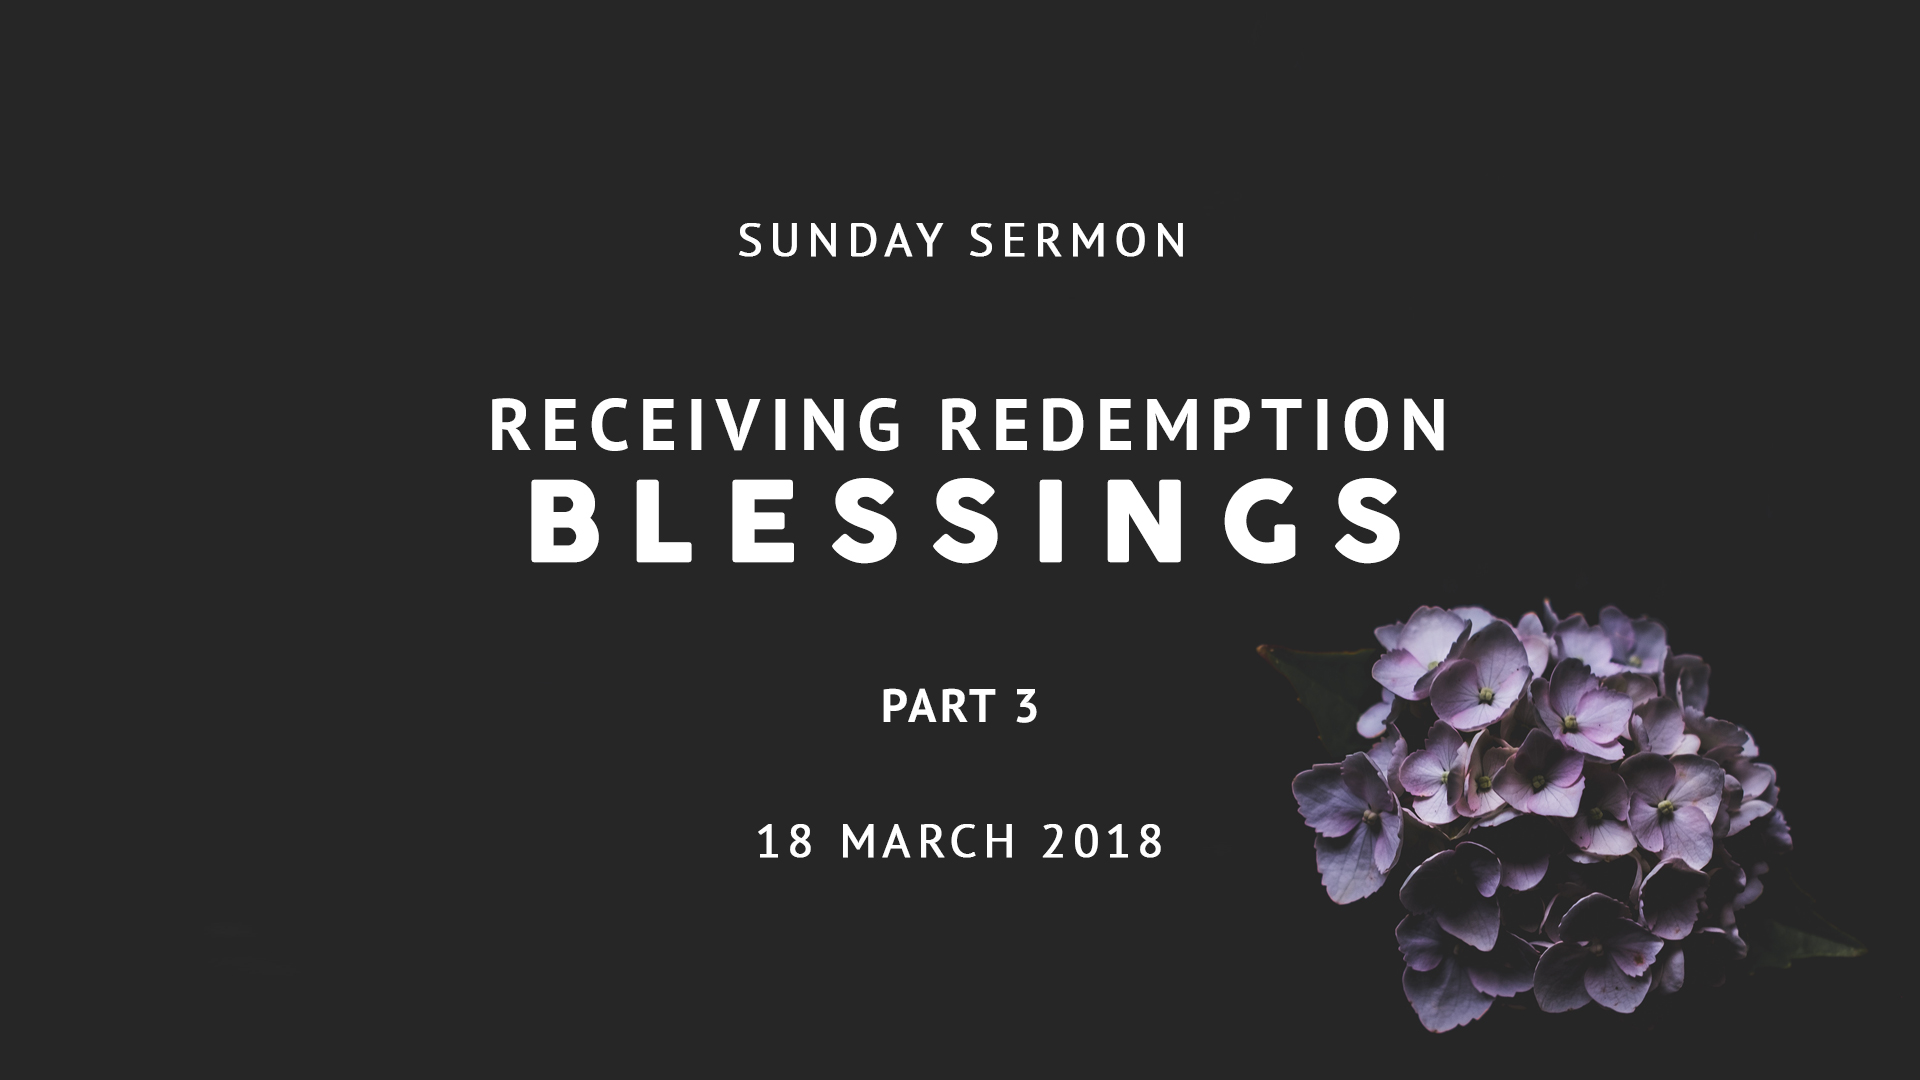 SUNDAY SERMON
RECEIVING REDEMPTION
BLESSINGS
PART 3
18 MARCH 2018